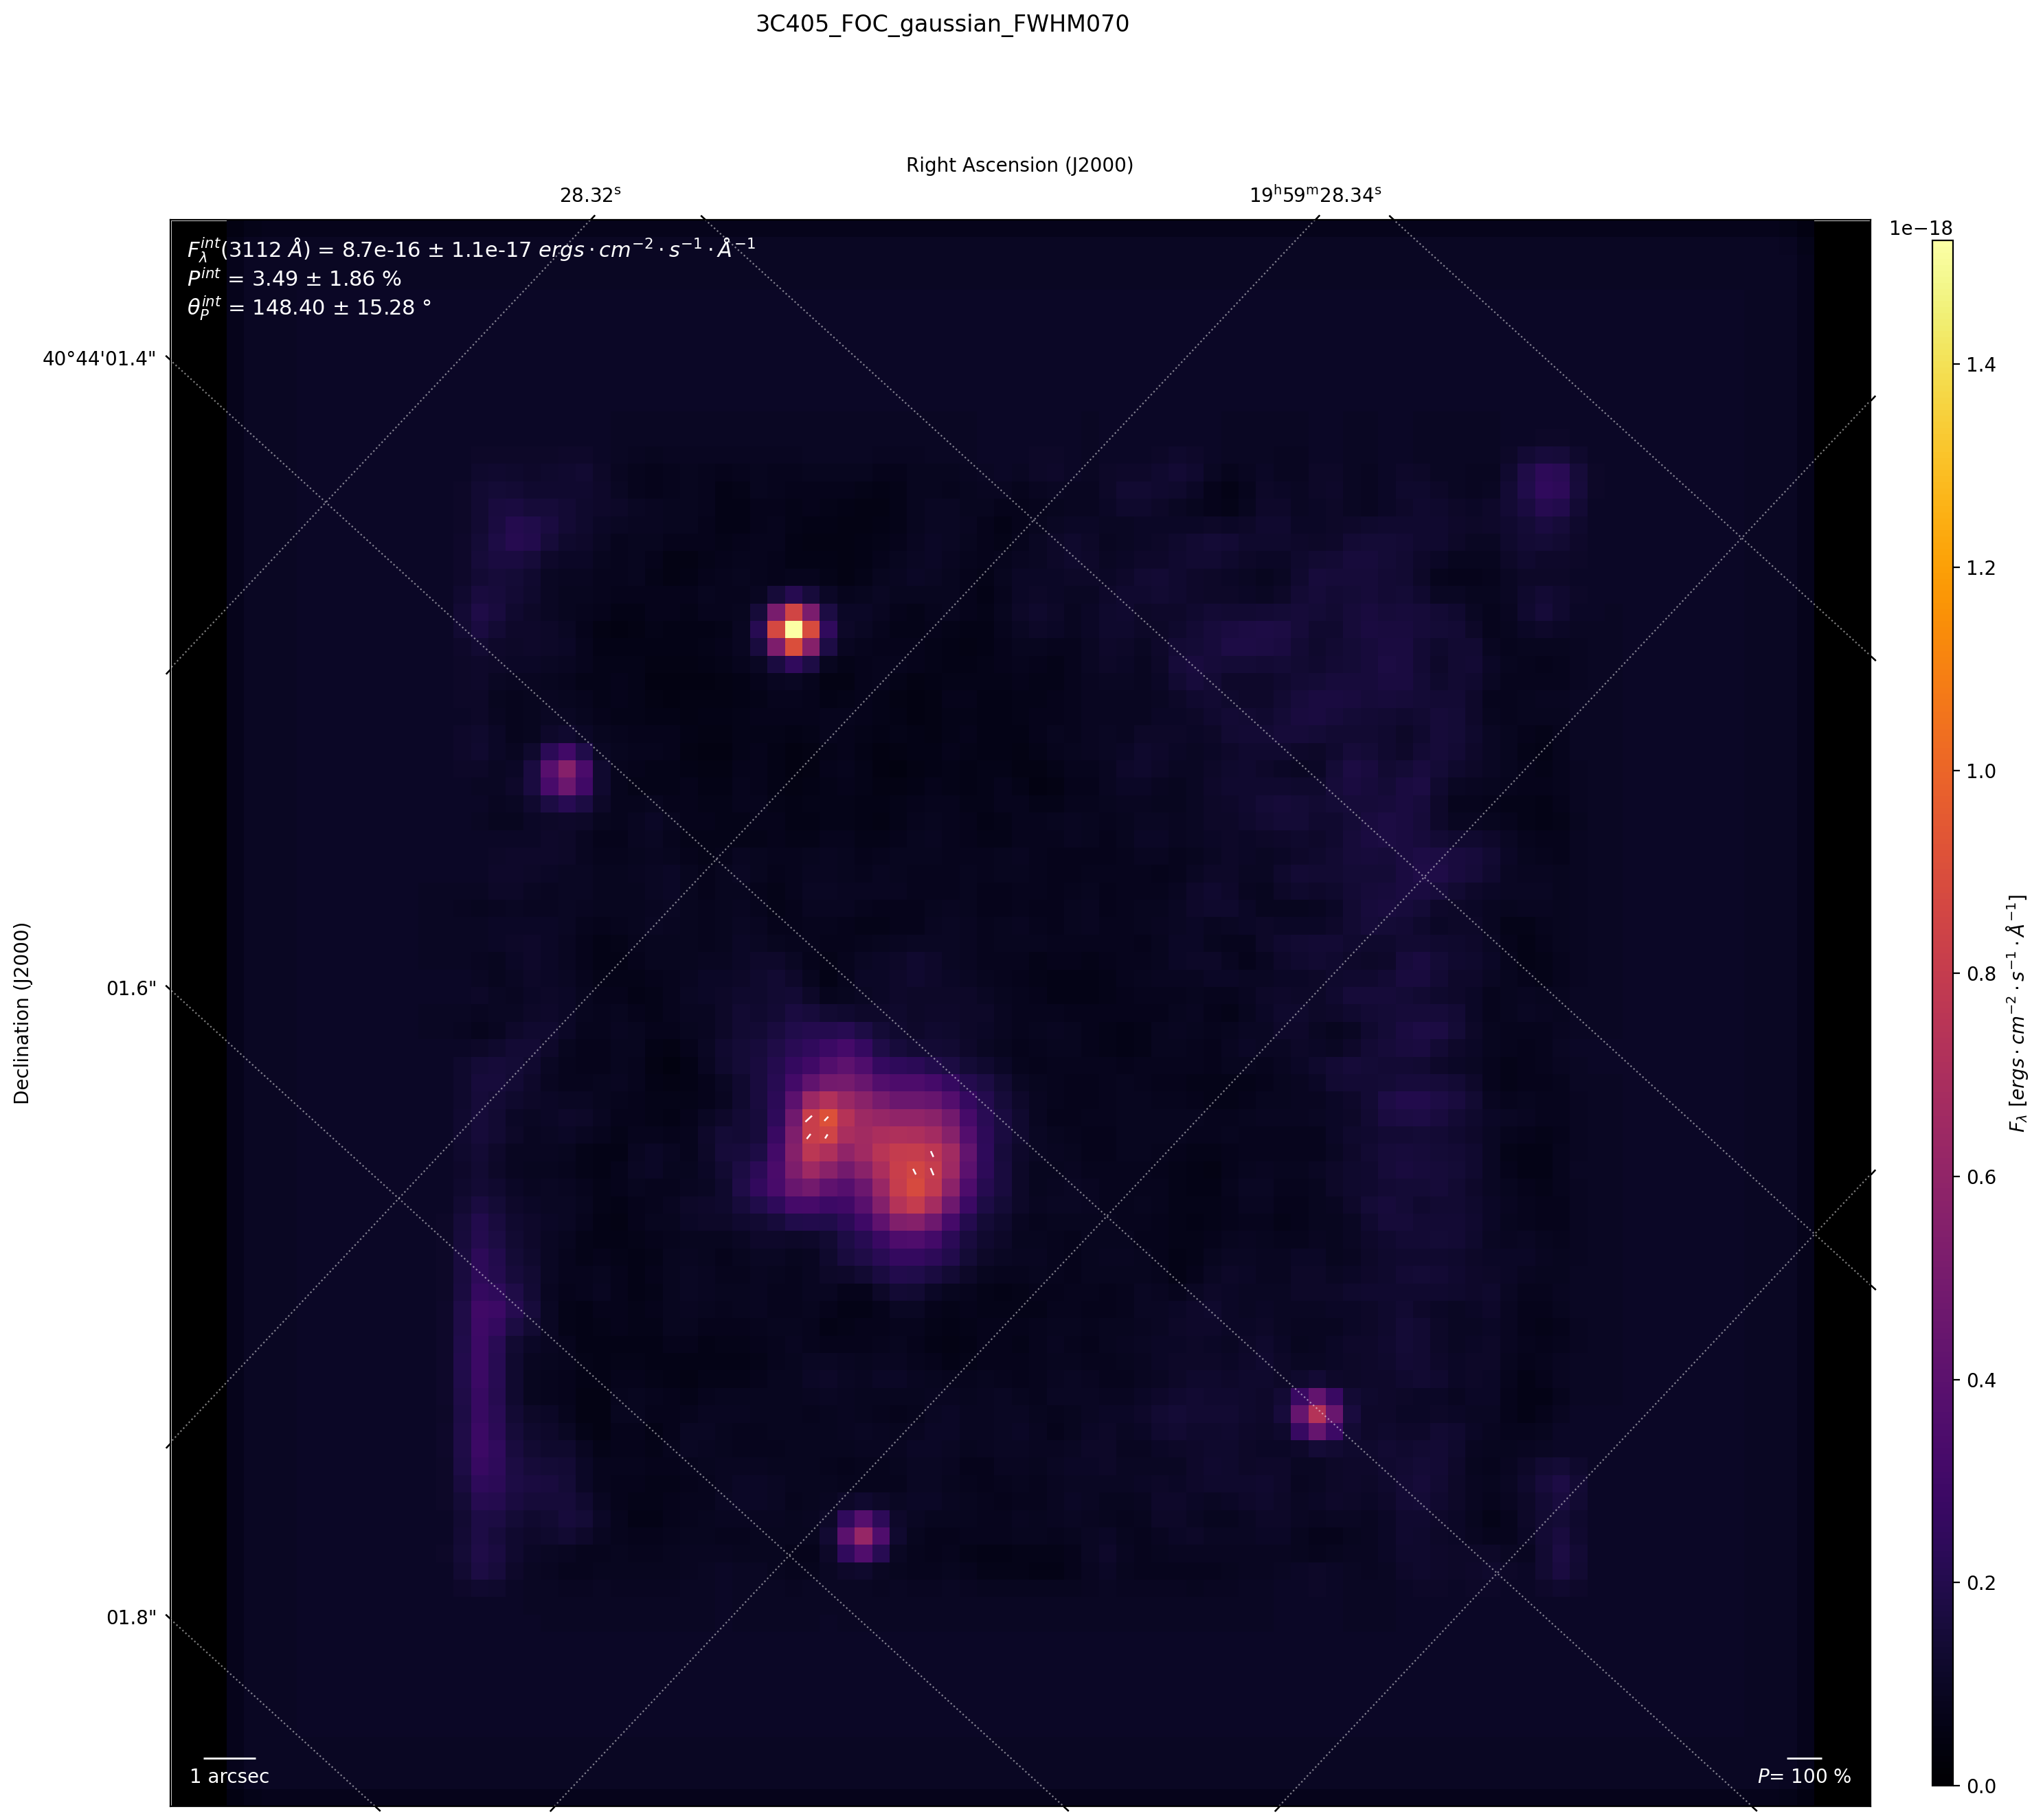 3C405_FOC_gaussian_FWHM070
Right Ascension (J2000)
28.32ˢ
19ʰ59ᵐ28.34ˢ
1e−18
F_λ^int(3112 Å) = 8.7e-16 ± 1.1e-17 ergs · cm⁻² · s⁻¹ · Å⁻¹
P^int = 3.49 ± 1.86 %
θ_P^int = 148.40 ± 15.28 °
40°44'01.4"
01.6"
01.8"
Declination (J2000)
1 arcsec
P= 100 %
1.4
1.2
1.0
0.8
0.6
0.4
0.2
0.0
F_λ [ergs · cm⁻² · s⁻¹ · Å⁻¹]